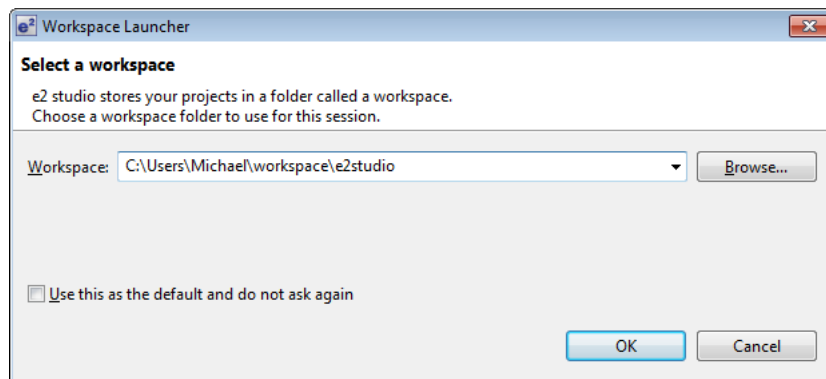 e² Workspace Launcher
Select a workspace
e2 studio stores your projects in a folder called a workspace.
Choose a workspace folder to use for this session.
Workspace: C:\Users\Michael\workspace\e2studio Browse...
Use this as the default and do not ask again
OK Cancel